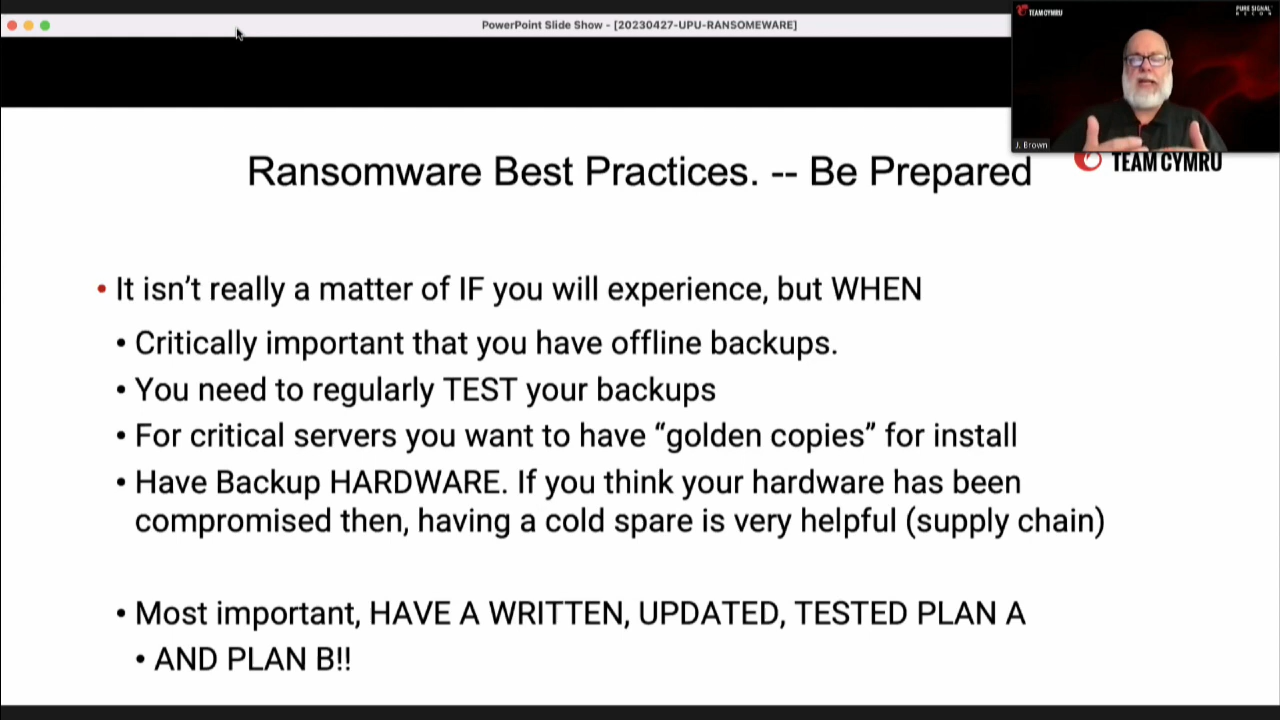 PowerPoint Slide Show - [20230427-UPU-RANSOMEWARE]
TEAM CYMRU
PURE SIGNAL
RECON
J. Brown
TEAM CYMRU
Ransomware Best Practices. -- Be Prepared
• It isn’t really a matter of IF you will experience, but WHEN
• Critically important that you have offline backups.
• You need to regularly TEST your backups
• For critical servers you want to have “golden copies” for install
• Have Backup HARDWARE. If you think your hardware has been
compromised then, having a cold spare is very helpful (supply chain)
• Most important, HAVE A WRITTEN, UPDATED, TESTED PLAN A
• AND PLAN B!!